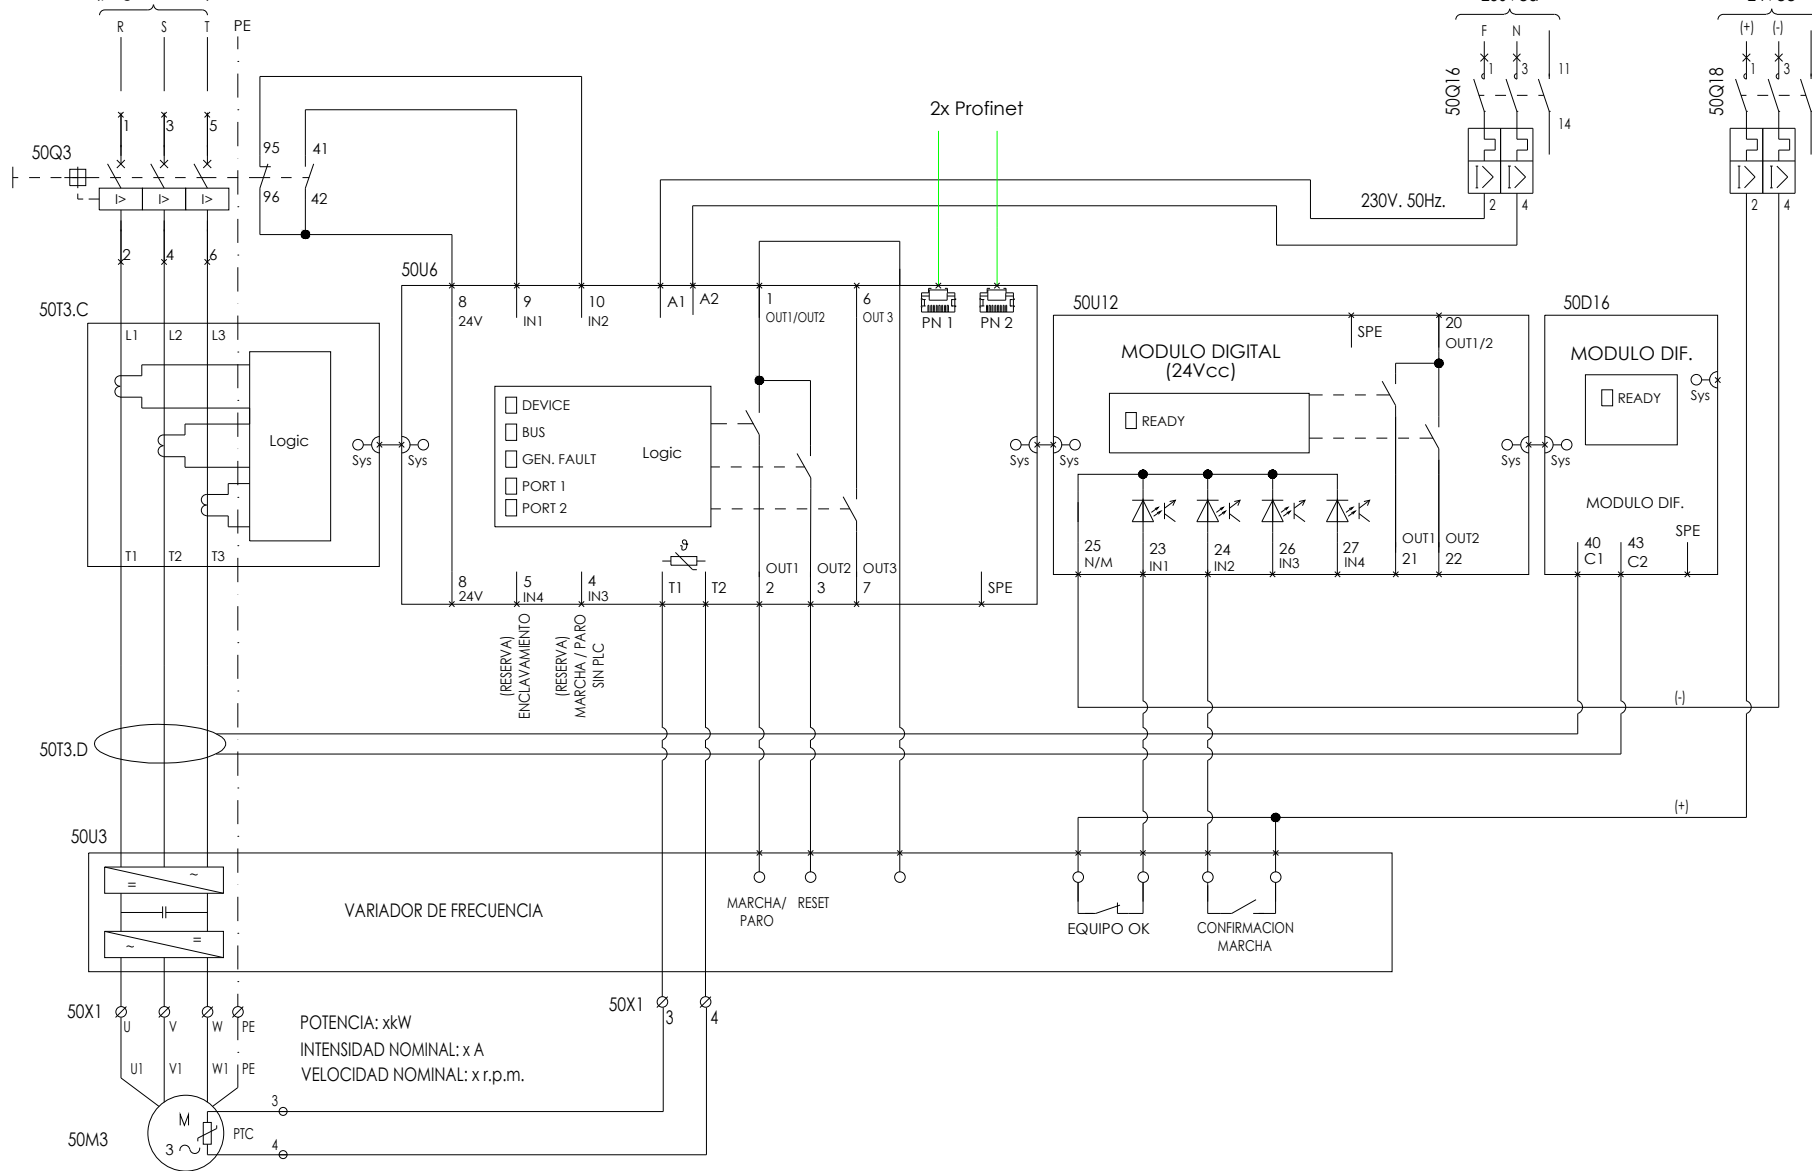 R S T PE
F N
(+) (-)
50Q16
1 3 11
14
2 4
50Q18
1 3
2 4
2x Profinet
230V. 50Hz.
50Q3
1 3 5
95 41
96 42
I> I> I>
2 4 6
50T3.C
L1 L2 L3
Logic
T1 T2 T3
Sys Sys
50U6
8 9 10 A1 A2 1 6
24V IN1 IN2 OUT1/OUT2 OUT 3
PN 1 PN 2
DEVICE
BUS
GEN. FAULT
PORT 1
PORT 2
Logic
ϑ
8 5 4 T1 T2 2 3 7
24V IN4 IN3 OUT1 OUT2 OUT3
SPE
(RESERVA)
ENCLAVAMIENTO
(RESERVA)
MARCHA / PARO
SIN PLC
Sys Sys
50U12
SPE
20
OUT1/2
MODULO DIGITAL
(24Vcc)
READY
25 23 24 26 27
N/M IN1 IN2 IN3 IN4
OUT1 OUT2
21 22
Sys Sys
50D16
MODULO DIF.
READY
Sys
MODULO DIF.
40 43 SPE
C1 C2
(-)
50T3.D
(+)
50U3
= ~
~ =
VARIADOR DE FRECUENCIA
MARCHA/
PARO
RESET
EQUIPO OK
CONFIRMACION
MARCHA
50X1
U V W PE
U1 V1 W1 PE
50X1
3 4
POTENCIA: xkW
INTENSIDAD NOMINAL: x A
VELOCIDAD NOMINAL: x r.p.m.
50M3
M
3
PTC
3
4